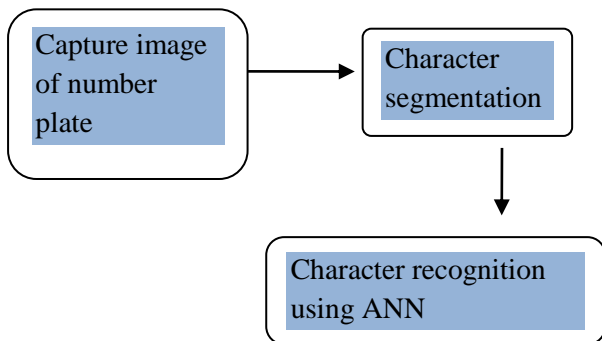 Capture image
of number
plate
Character
segmentation
Character recognition
using ANN